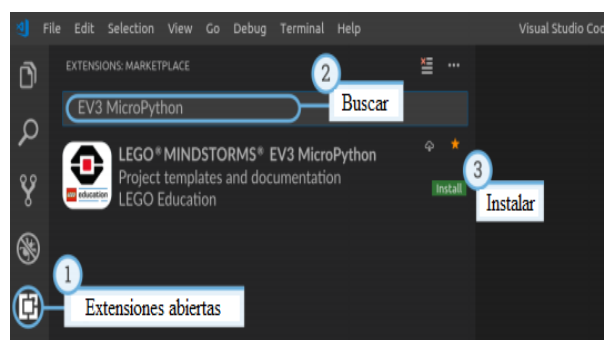 File Edit Selection View Go Debug Terminal Help
Visual Studio Coc
EXTENSIONS: MARKETPLACE
2
Buscar
EV3 MicroPython
LEGO® MINDSTORMS® EV3 MicroPython
Project templates and documentation
LEGO Education
education
Install
3
Instalar
1
Extensiones abiertas